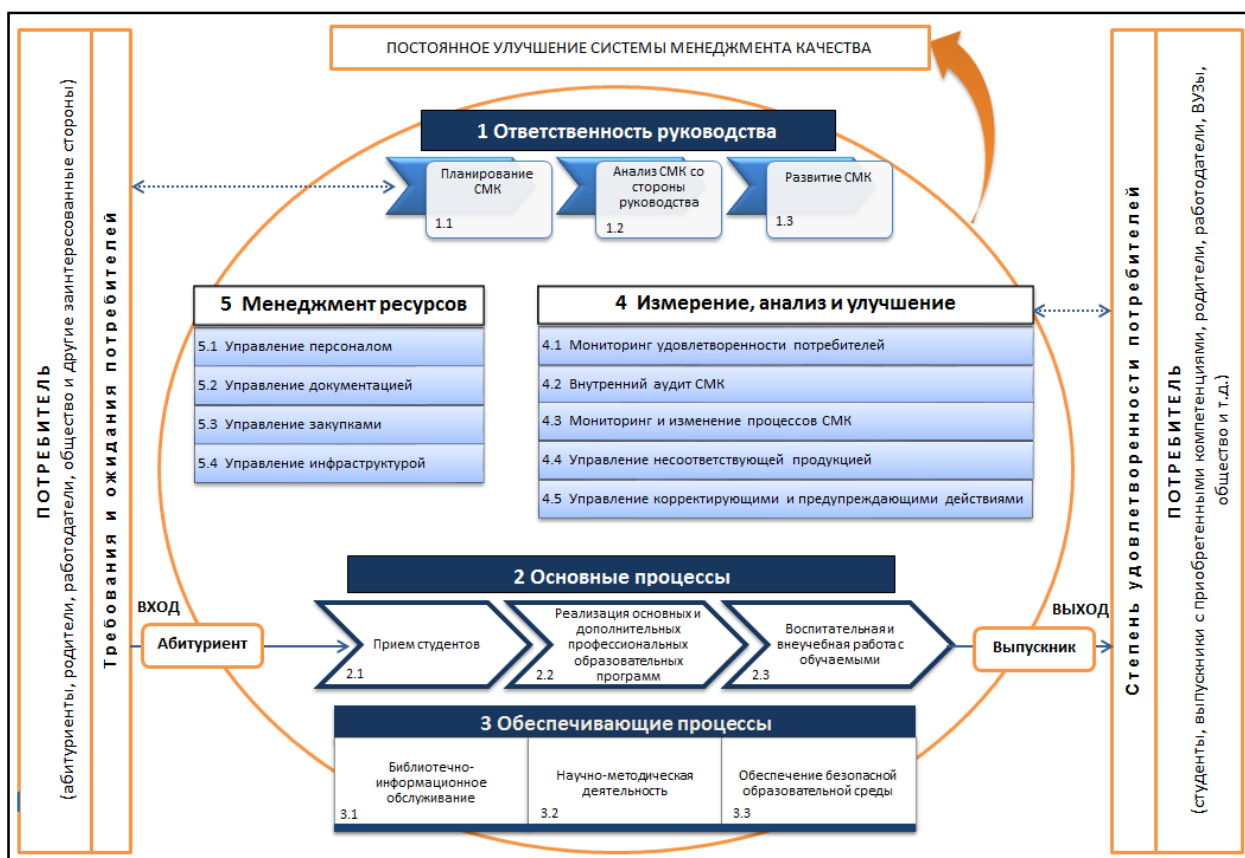 ПОСТОЯННОЕ УЛУЧШЕНИЕ СИСТЕМЫ МЕНЕДЖМЕНТА КАЧЕСТВА
ПОТРЕБИТЕЛЬ
(абитуриенты, родители, работодатели, общество и другие заинтересованные стороны)
Требования и ожидания потребителей
1 Ответственность руководства
Планирование
СМК
1.1
Анализ СМК со
стороны
руководства
1.2
Развитие СМК
1.3
5 Менеджмент ресурсов
5.1 Управление персоналом
5.2 Управление документацией
5.3 Управление закупками
5.4 Управление инфраструктурой
4 Измерение, анализ и улучшение
4.1 Мониторинг удовлетворенности потребителей
4.2 Внутренний аудит СМК
4.3 Мониторинг и изменение процессов СМК
4.4 Управление несоответствующей продукцией
4.5 Управление корректирующими и предупреждающими действиями
2 Основные процессы
ВХОД
Абитуриент
Прием студентов
2.1
Реализация основных и
дополнительных
профессиональных
образовательных
программ
2.2
Воспитательная и
внеучебная работа с
обучаемыми
2.3
ВЫХОД
Выпускник
3 Обеспечивающие процессы
Библиотечно-
информационное
обслуживание
3.1
Научно-методическая
деятельность
3.2
Обеспечение безопасной
образовательной среды
3.3
Степень удовлетворенности потребителей
ПОТРЕБИТЕЛЬ
(студенты, выпускники с приобретенными компетенциями, родители, работодатели, ВУЗы,
общество и т.д.)